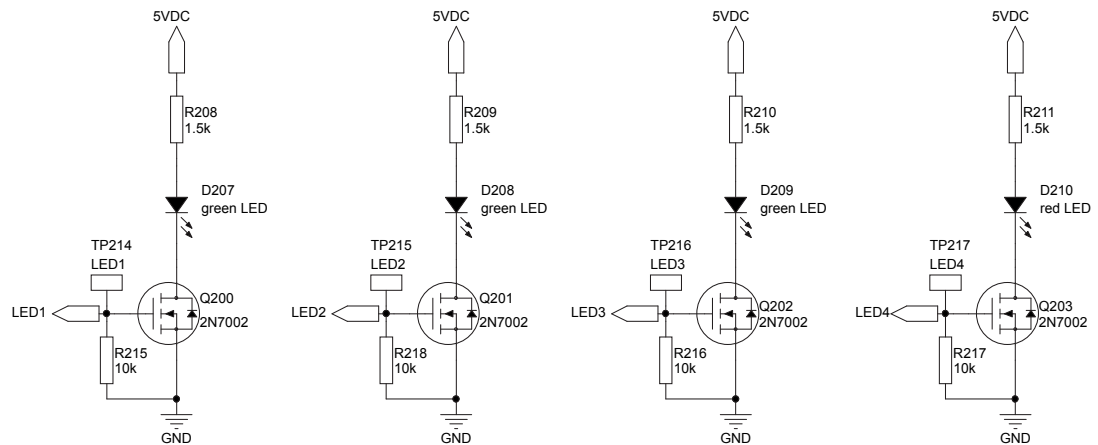 5VDC
R208
1.5k
D207
green LED
TP214
LED1
LED1
Q200
2N7002
R215
10k
GND
5VDC
R209
1.5k
D208
green LED
TP215
LED2
LED2
Q201
2N7002
R218
10k
GND
5VDC
R210
1.5k
D209
green LED
TP216
LED3
LED3
Q202
2N7002
R216
10k
GND
5VDC
R211
1.5k
D210
red LED
TP217
LED4
LED4
Q203
2N7002
R217
10k
GND